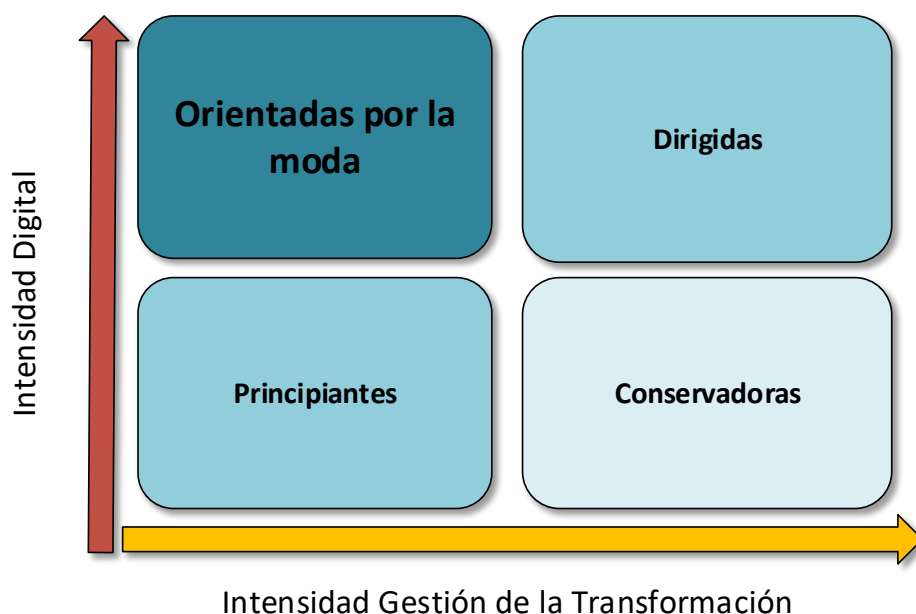 Orientadas por la
moda
Dirigidas
Intensidad Digital
Principiantes
Conservadoras
Intensidad Gestión de la Transformación